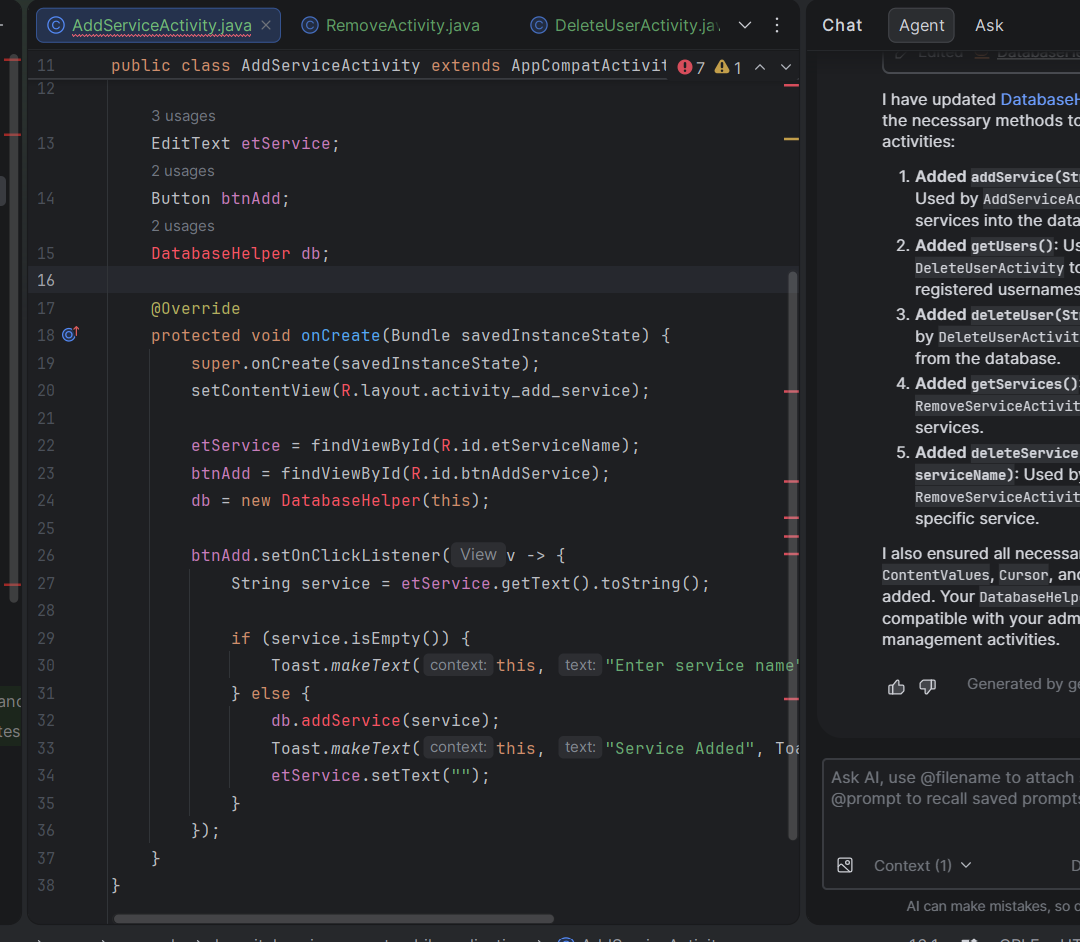 AddServiceActivity.java
RemoveActivity.java
DeleteUserActivity.jav
Chat
Agent
Ask
11 public class AddServiceActivity extends AppCompatActivit
7
1
12
3 usages
13 EditText etService;
2 usages
14 Button btnAdd;
2 usages
15 DatabaseHelper db;
16
17 @Override
18 protected void onCreate(Bundle savedInstanceState) {
19 super.onCreate(savedInstanceState);
20 setContentView(R.layout.activity_add_service);
21
22 etService = findViewById(R.id.etServiceName);
23 btnAdd = findViewById(R.id.btnAddService);
24 db = new DatabaseHelper(this);
25
26 btnAdd.setOnClickListener( View v -> {
27 String service = etService.getText().toString();
28
29 if (service.isEmpty()) {
30 Toast.makeText( context: this, text: "Enter service name"
31 } else {
32 db.addService(service);
33 Toast.makeText( context: this, text: "Service Added", Toa
34 etService.setText("");
35 }
36 });
37 }
38 }
Edited
I have updated DatabaseH
the necessary methods to
activities:
1. Added addService(Str
Used by AddServiceAc
services into the data
2. Added getUsers(): Us
DeleteUserActivity to
registered usernames
3. Added deleteUser(Str
by DeleteUserActivit
from the database.
4. Added getServices():
RemoveServiceActivit
services.
5. Added deleteService
serviceName): Used by
RemoveServiceActivit
specific service.
I also ensured all necessa
ContentValues, Cursor, and
added. Your DatabaseHelpe
compatible with your adm
management activities.
Generated by ge
Ask AI, use @filename to attach
@prompt to recall saved prompts
Context (1)
AI can make mistakes, so